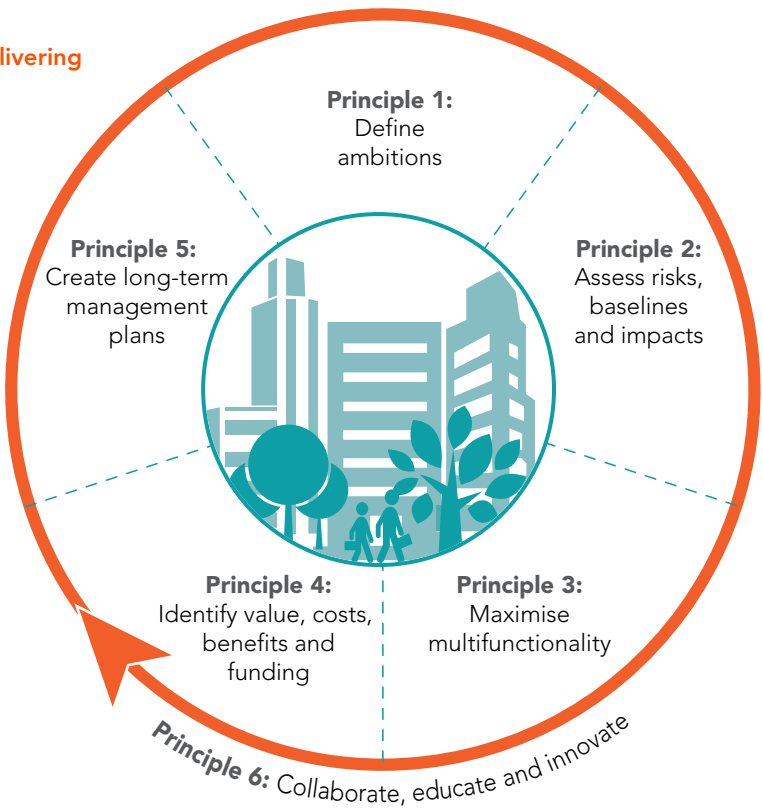 livering
Principle 1:
Define
ambitions
Principle 2:
Assess risks,
baselines
and impacts
Principle 3:
Maximise
multifunctionality
Principle 4:
Identify value, costs,
benefits and
funding
Principle 5:
Create long-term
management
plans
Principle 6: Collaborate, educate and innovate